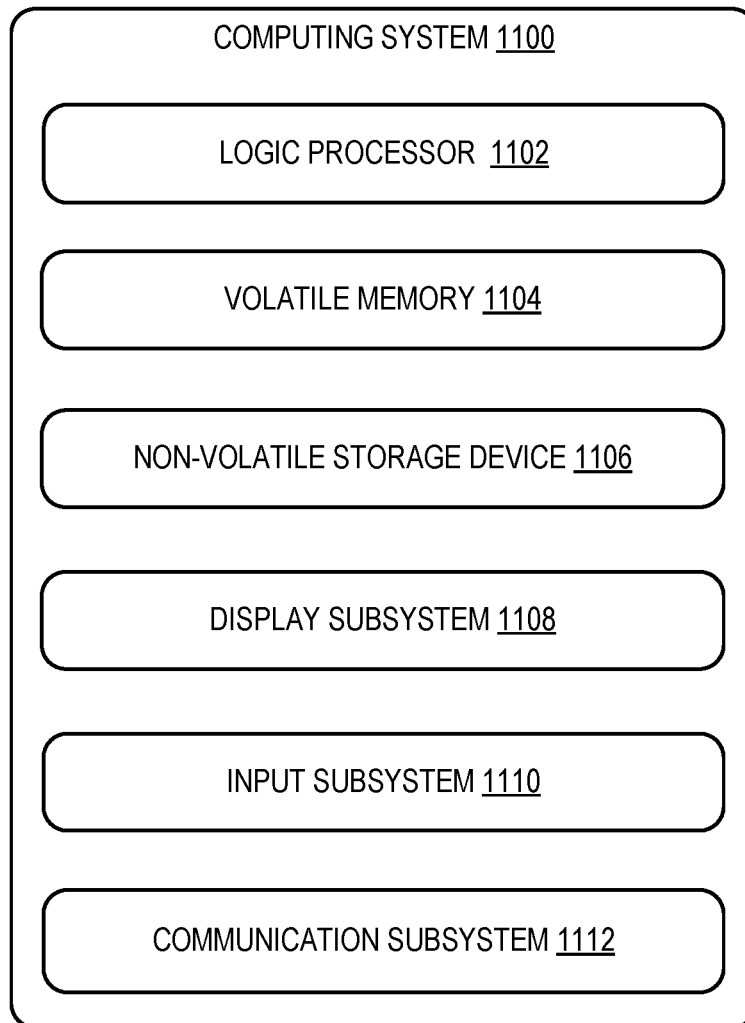 COMPUTING SYSTEM 1100
LOGIC PROCESSOR 1102
VOLATILE MEMORY 1104
NON-VOLATILE STORAGE DEVICE 1106
DISPLAY SUBSYSTEM 1108
INPUT SUBSYSTEM 1110
COMMUNICATION SUBSYSTEM 1112